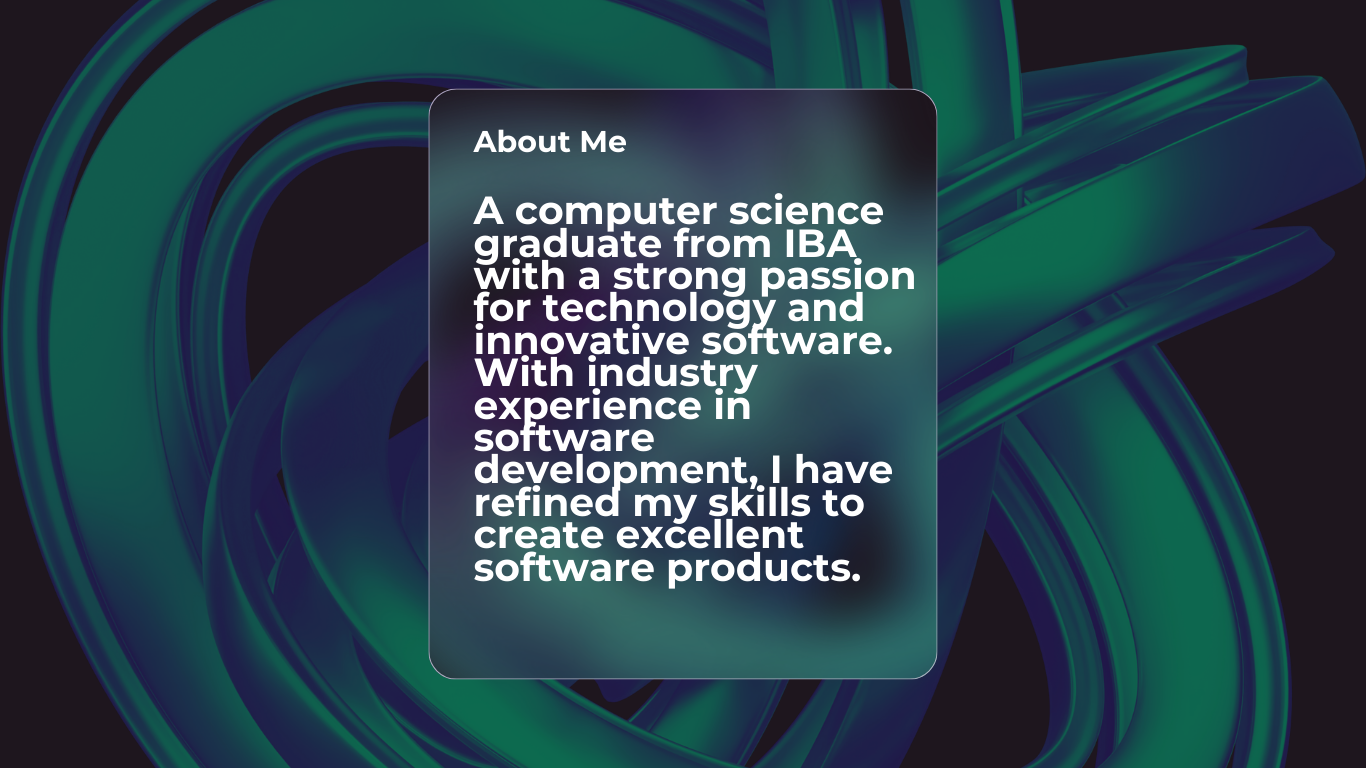 About Me
A computer science
graduate from IBA
with a strong passion
for technology and
innovative software.
With industry
experience in
software
development, I have
refined my skills to
create excellent
software products.